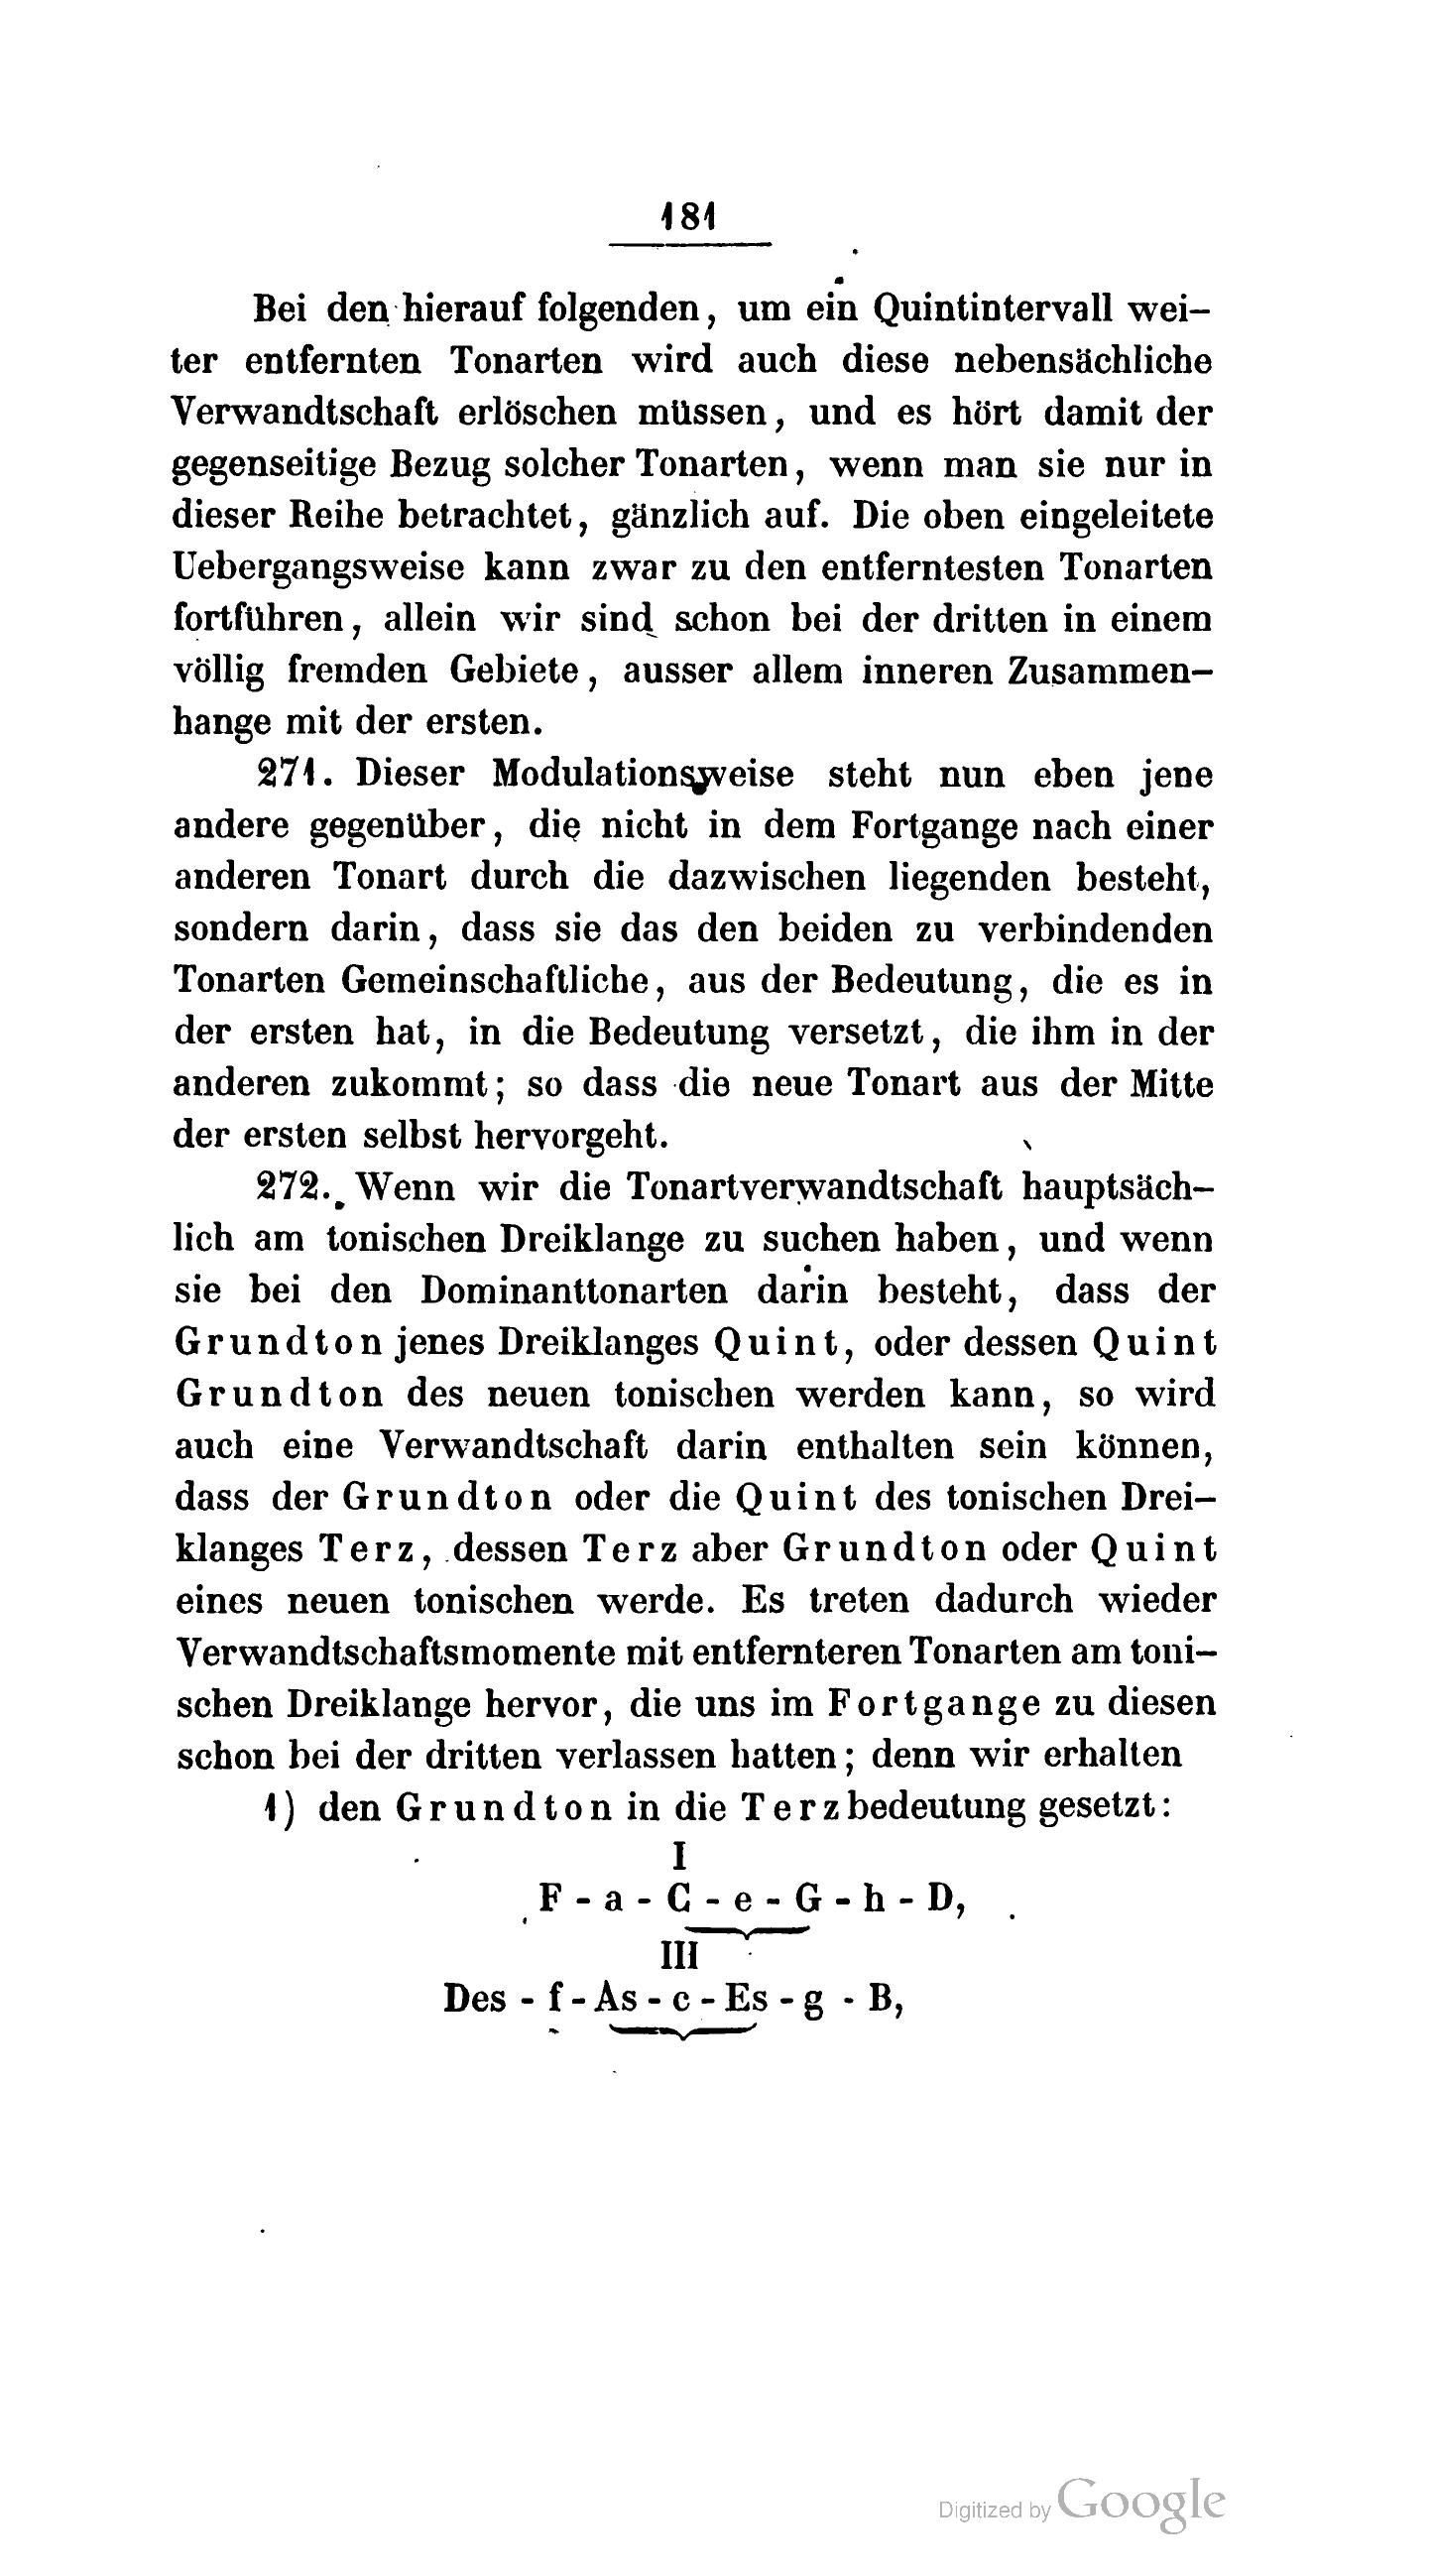 181
Bei den hierauf folgenden, um ein Quintintervall wei-
ter entfernten Tonarten wird auch diese nebensächliche
Verwandtschaft erlöschen müssen, und es hört damit der
gegenseitige Bezug solcher Tonarten, wenn man sie nur in
dieser Reihe betrachtet, gänzlich auf. Die oben eingeleitete
Uebergangsweise kann zwar zu den entferntesten Tonarten
fortführen, allein wir sind schon bei der dritten in einem
völlig fremden Gebiete, ausser allem inneren Zusammen-
hange mit der ersten.
271. Dieser Modulationsweise steht nun eben jene
andere gegenüber, die nicht in dem Fortgange nach einer
anderen Tonart durch die dazwischen liegenden besteht,
sondern darin, dass sie das den beiden zu verbindenden
Tonarten Gemeinschaftliche, aus der Bedeutung, die es in
der ersten hat, in die Bedeutung versetzt, die ihm in der
anderen zukommt; so dass die neue Tonart aus der Mitte
der ersten selbst hervorgeht.
272. Wenn wir die Tonartverwandtschaft hauptsäch-
lich am tonischen Dreiklange zu suchen haben, und wenn
sie bei den Dominanttonarten darin besteht, dass der
Grundton jenes Dreiklanges Quint, oder dessen Quint
Grundton des neuen tonischen werden kann, so wird
auch eine Verwandtschaft darin enthalten sein können,
dass der Grundton oder die Quint des tonischen Drei-
klanges Terz, dessen Terz aber Grundton oder Quint
eines neuen tonischen werde. Es treten dadurch wieder
Verwandtschaftsmomente mit entfernteren Tonarten am toni-
schen Dreiklange hervor, die uns im Fortgange zu diesen
schon bei der dritten verlassen hatten; denn wir erhalten
1) den Grundton in die Terzbedeutung gesetzt:
I
F - a - C - e - G - h - D,
III
Des - f - As - c - Es - g - B,
Digitized by Google